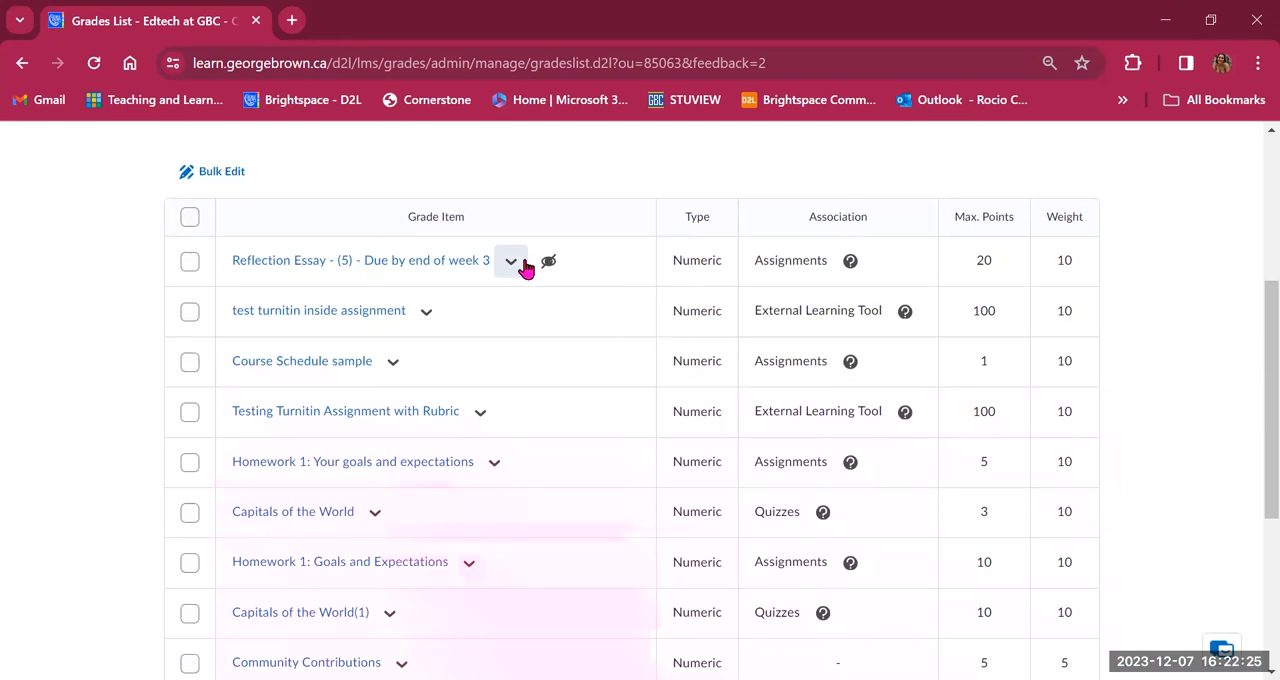 Grades List - Edtech at GBC - C
learn.georgebrown.ca/d2l/lms/grades/admin/manage/gradeslist.d2l?ou=85063&feedback=2
Gmail Teaching and Learn... Brightspace - D2L Cornerstone Home | Microsoft 3... GBC STUVIEW D2L Brightspace Comm... Outlook - Rocio C... » All Bookmarks
Bulk Edit
Grade Item Type Association Max. Points Weight
Reflection Essay - (5) - Due by end of week 3 Numeric Assignments 20 10
test turnitin inside assignment Numeric External Learning Tool 100 10
Course Schedule sample Numeric Assignments 1 10
Testing Turnitin Assignment with Rubric Numeric External Learning Tool 100 10
Homework 1: Your goals and expectations Numeric Assignments 5 10
Capitals of the World Numeric Quizzes 3 10
Homework 1: Goals and Expectations Numeric Assignments 10 10
Capitals of the World(1) Numeric Quizzes 10 10
Community Contributions Numeric - 5 5
2023-12-07 16:22:25